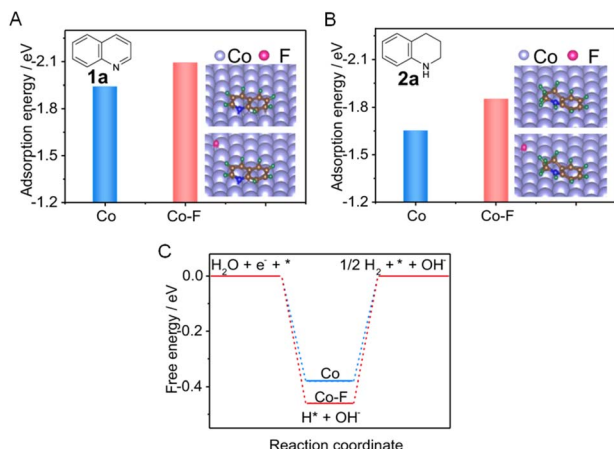 A
Adsorption energy / eV
-2.1
-1.8
-1.5
-1.2
N
1a
Co F
Co Co-F
B
Adsorption energy / eV
-2.1
-1.8
-1.5
-1.2
N
H
2a
Co F
Co Co-F
C
Free energy / eV
0.0
-0.4
H₂O + e⁻ + *
1/2 H₂ + * + OH⁻
Co
Co-F
H* + OH⁻
Reaction coordinate